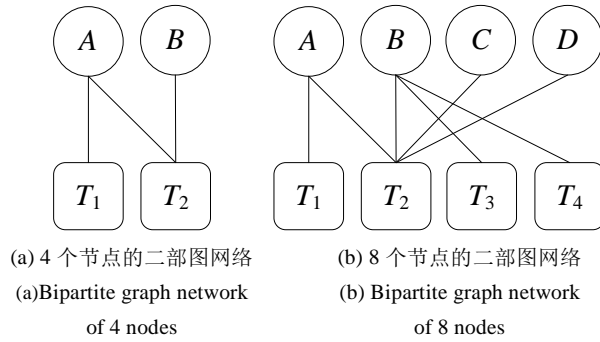 A B
T1 T2
(a) 4 个节点的二部图网络
(a)Bipartite graph network
of 4 nodes
A B C D
T1 T2 T3 T4
(b) 8 个节点的二部图网络
(b) Bipartite graph network
of 8 nodes